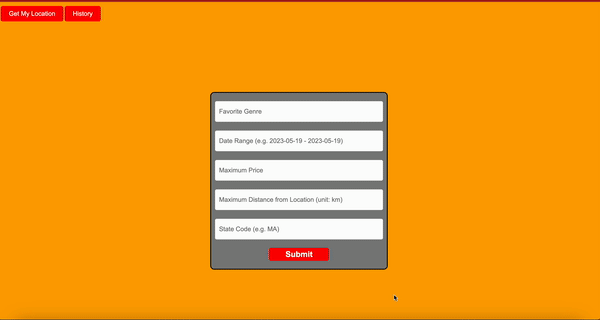 Get My Location
History
Favorite Genre
Date Range (e.g. 2023-05-19 - 2023-05-19)
Maximum Price
Maximum Distance from Location (unit: km)
State Code (e.g. MA)
Submit